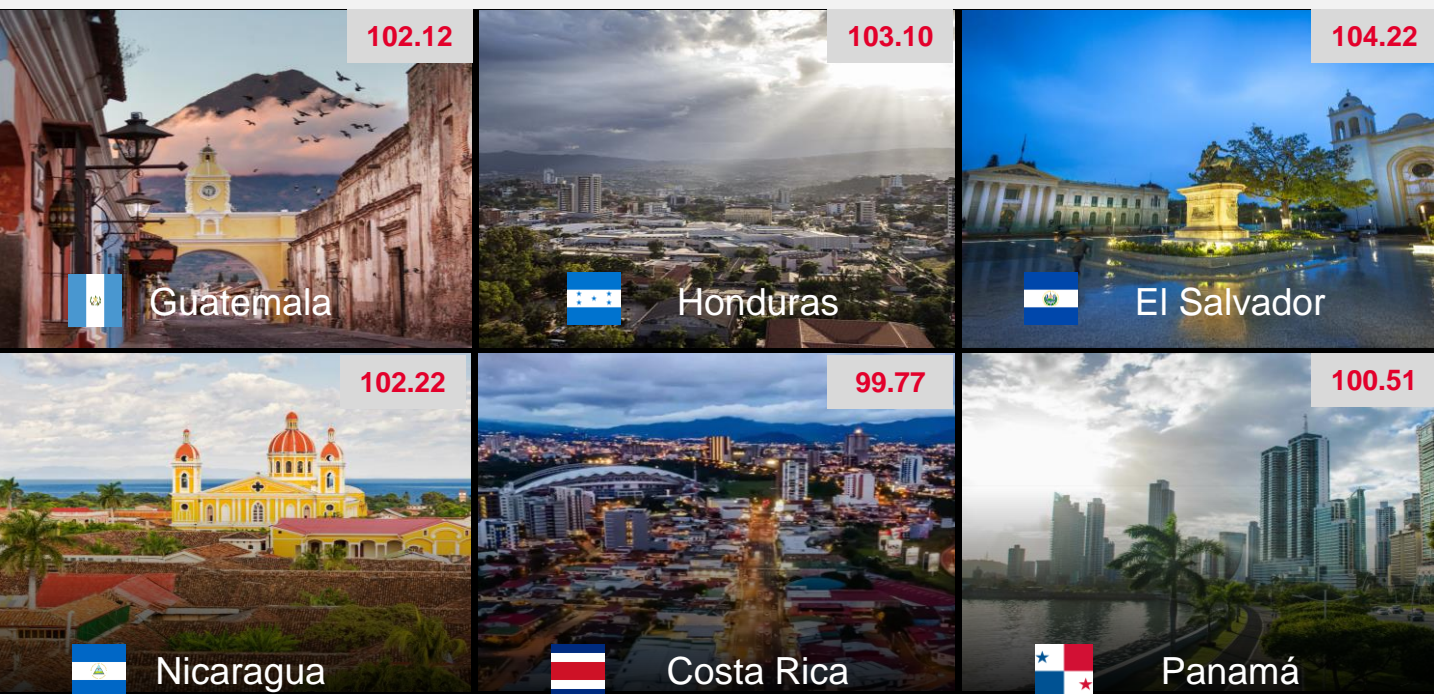 102.12
103.10
104.22
Guatemala
Honduras
El Salvador
102.22
99.77
100.51
Nicaragua
Costa Rica
Panamá